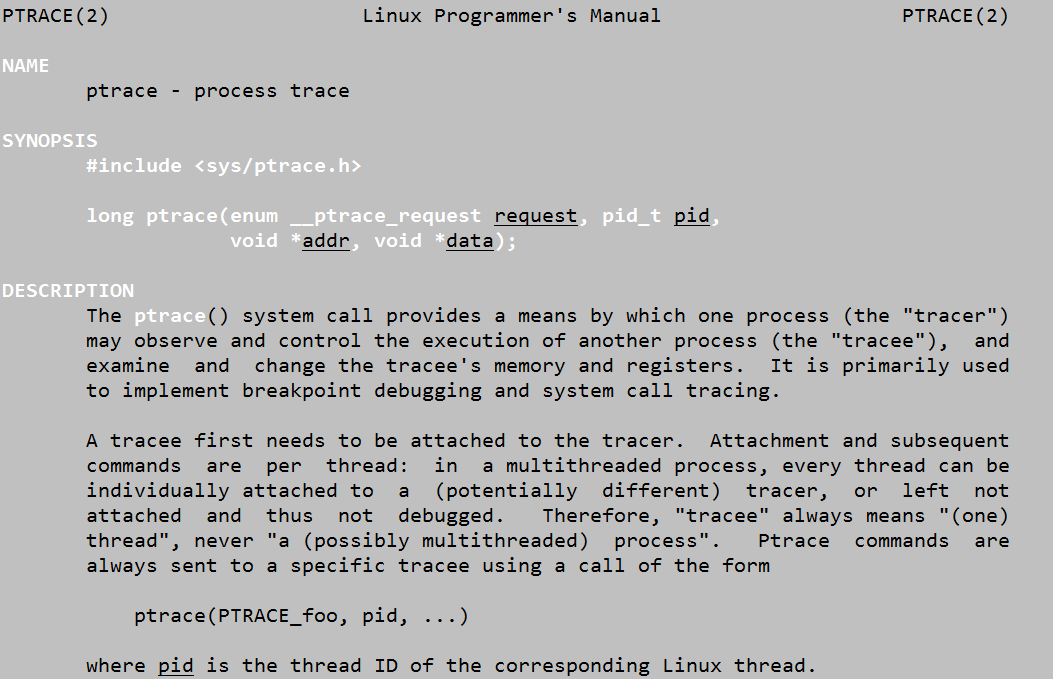 PTRACE(2) Linux Programmer's Manual PTRACE(2)
NAME
ptrace - process trace
SYNOPSIS
#include <sys/ptrace.h>
long ptrace(enum __ptrace_request request, pid_t pid,
void *addr, void *data);
DESCRIPTION
The ptrace() system call provides a means by which one process (the "tracer")
may observe and control the execution of another process (the "tracee"), and
examine and change the tracee's memory and registers. It is primarily used
to implement breakpoint debugging and system call tracing.
A tracee first needs to be attached to the tracer. Attachment and subsequent
commands are per thread: in a multithreaded process, every thread can be
individually attached to a (potentially different) tracer, or left not
attached and thus not debugged. Therefore, "tracee" always means "(one)
thread", never "a (possibly multithreaded) process". Ptrace commands are
always sent to a specific tracee using a call of the form
ptrace(PTRACE_foo, pid, ...)
where pid is the thread ID of the corresponding Linux thread.